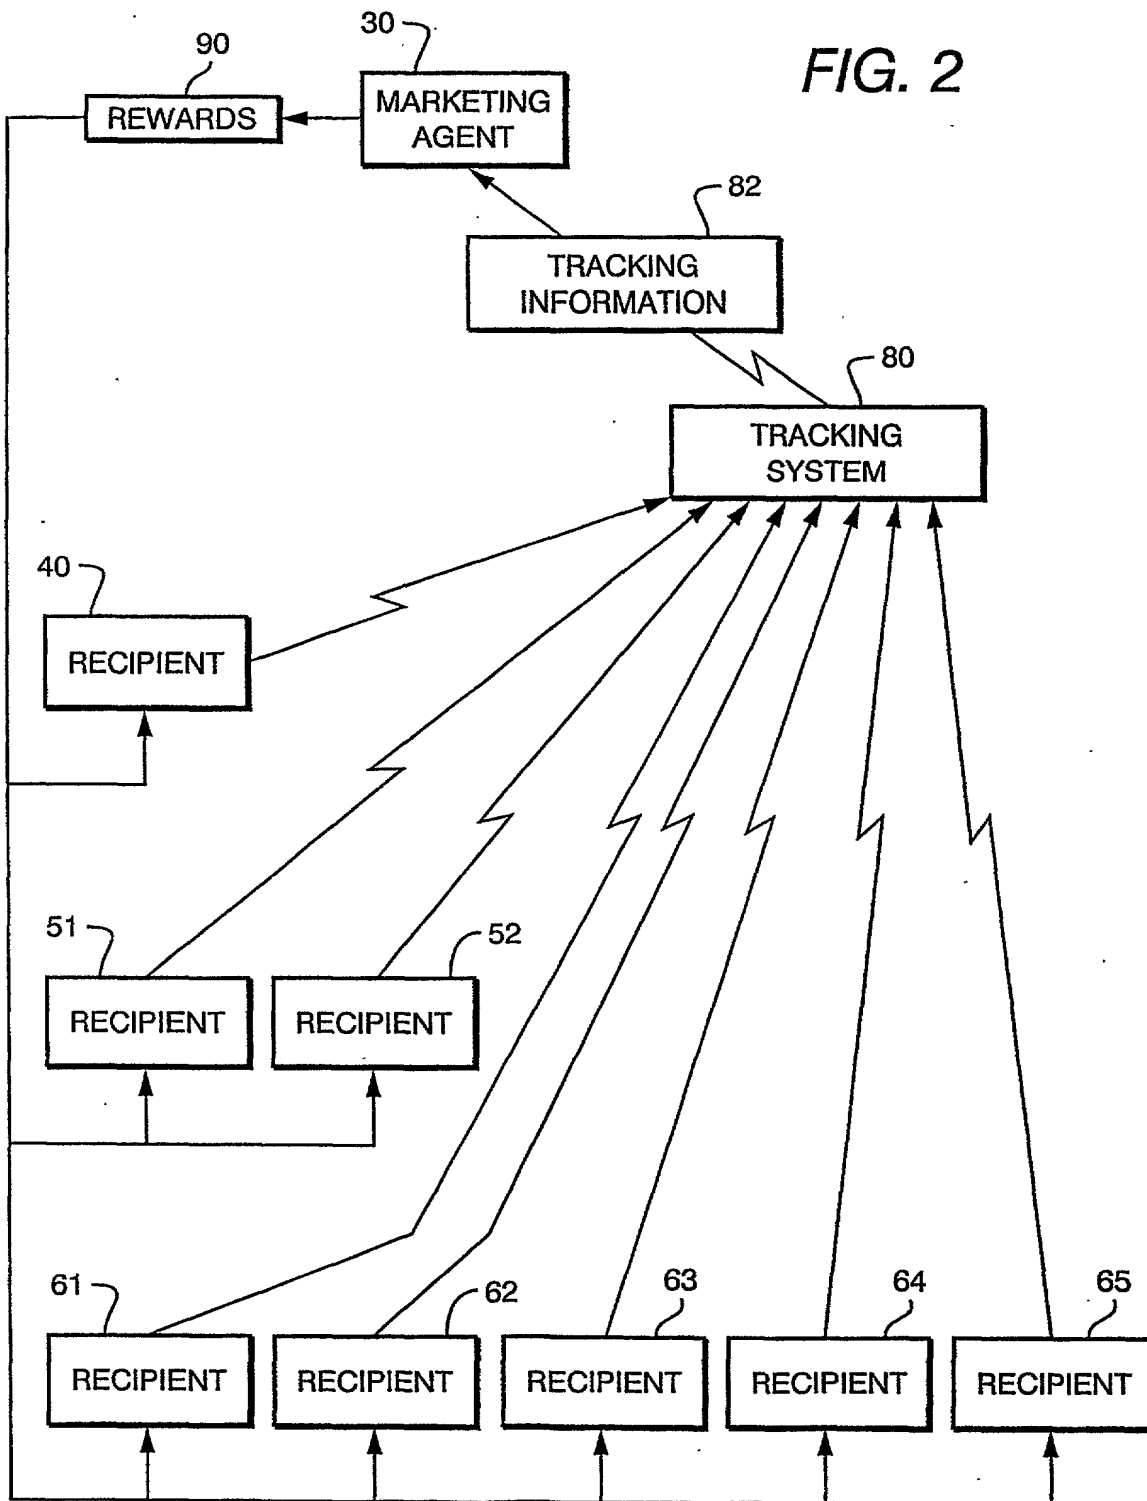 FIG. 2
30
90
MARKETING
AGENT
REWARDS
82
TRACKING
INFORMATION
80
TRACKING
SYSTEM
40
RECIPIENT
51
52
RECIPIENT
RECIPIENT
61
62
63
64
65
RECIPIENT
RECIPIENT
RECIPIENT
RECIPIENT
RECIPIENT